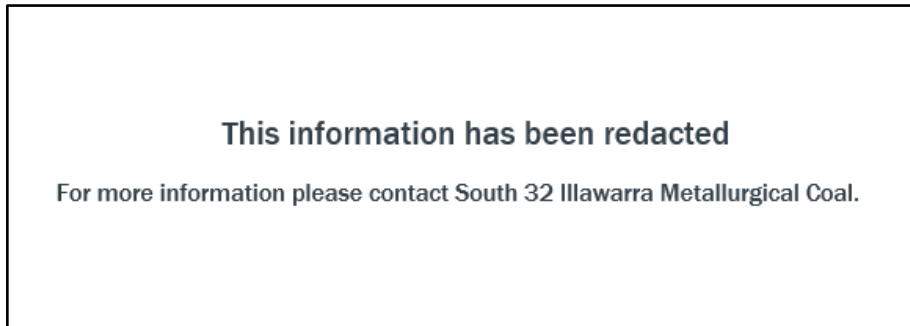 This information has been redacted
For more information please contact South 32 Illawarra Metallurgical Coal.